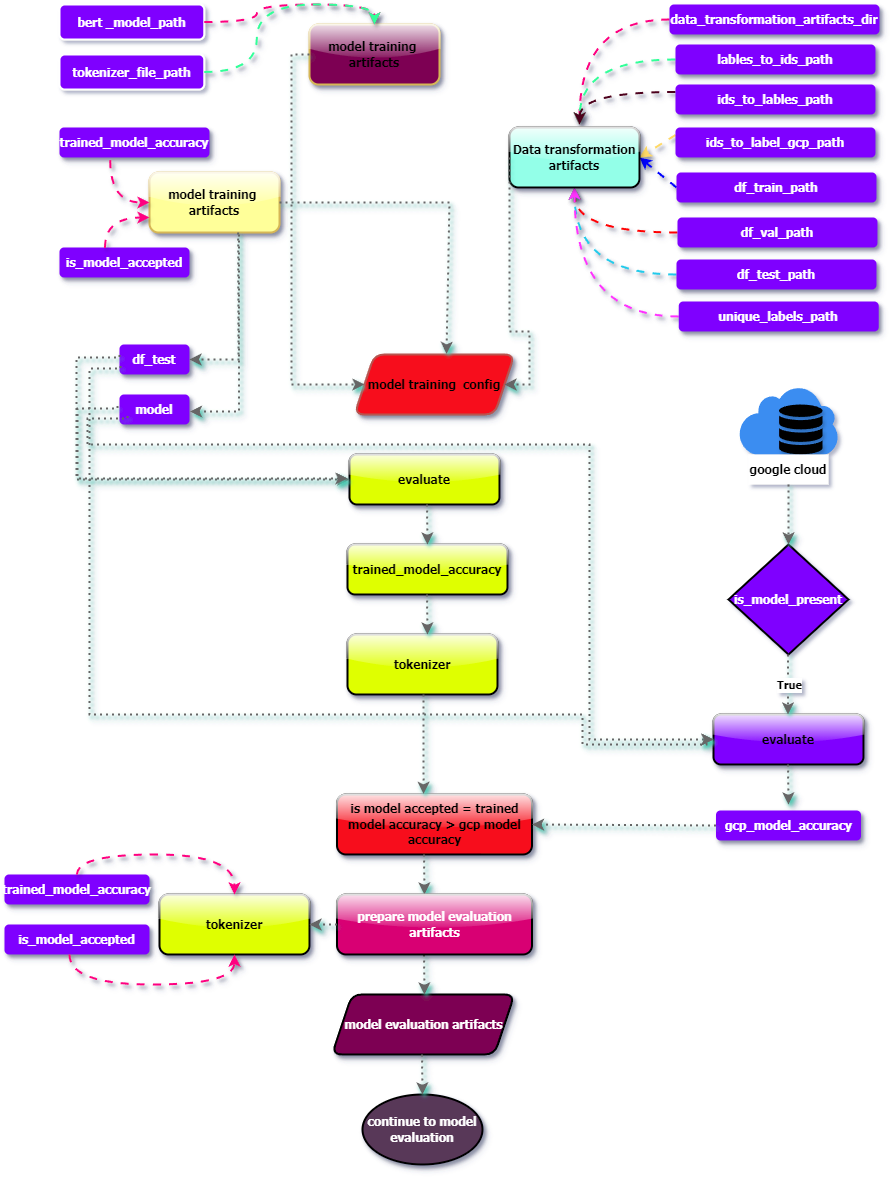 bert _model_path
tokenizer_file_path
model training
artifacts
data_transformation_artifacts_dir
lables_to_ids_path
ids_to_lables_path
ids_to_label_gcp_path
df_train_path
df_val_path
df_test_path
unique_labels_path
Data transformation
artifacts
trained_model_accuracy
is_model_accepted
model training
artifacts
df_test
model
model training  config
google cloud
evaluate
trained_model_accuracy
tokenizer
is_model_present
True
evaluate
gcp_model_accuracy
is model accepted = trained
model accuracy > gcp model
accuracy
trained_model_accuracy
is_model_accepted
tokenizer
prepare model evaluation
artifacts
model evaluation artifacts
continue to model
evaluation